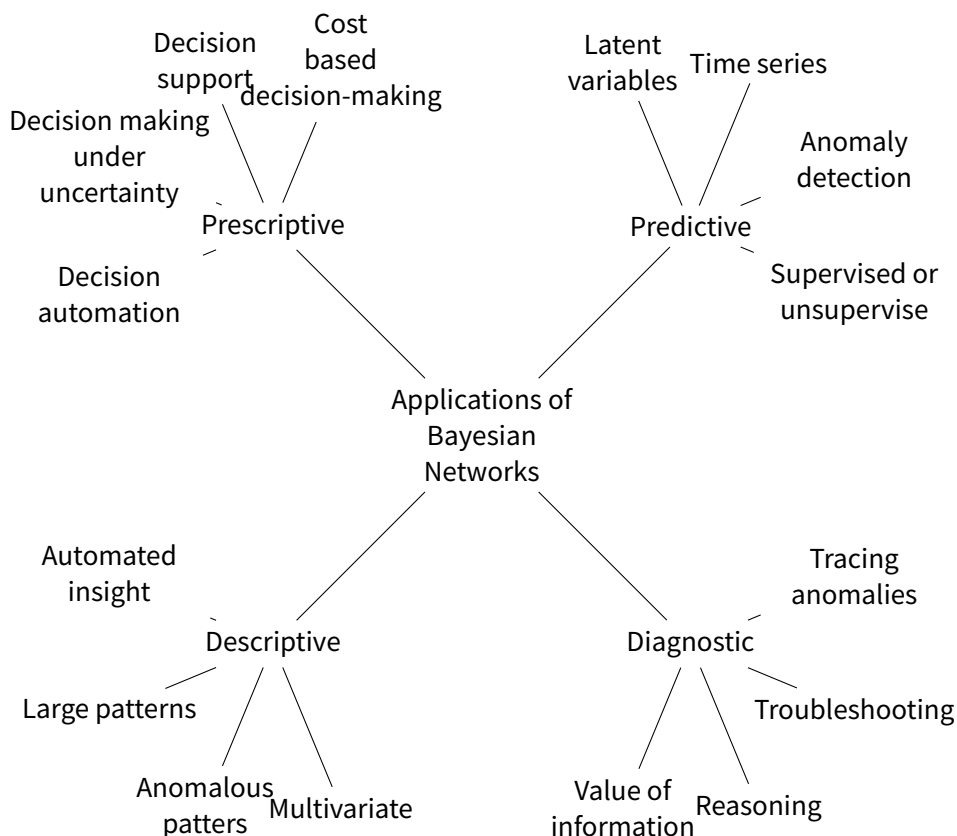 Decision
support
Cost
based
decision-making
Decision making
under
uncertainty
Prescriptive
Decision
automation
Latent
variables
Time series
Anomaly
detection
Predictive
Supervised or
unsupervise
Applications of
Bayesian
Networks
Automated
insight
Descriptive
Large patterns
Anomalous
patters
Multivariate
Tracing
anomalies
Diagnostic
Troubleshooting
Value of
information
Reasoning